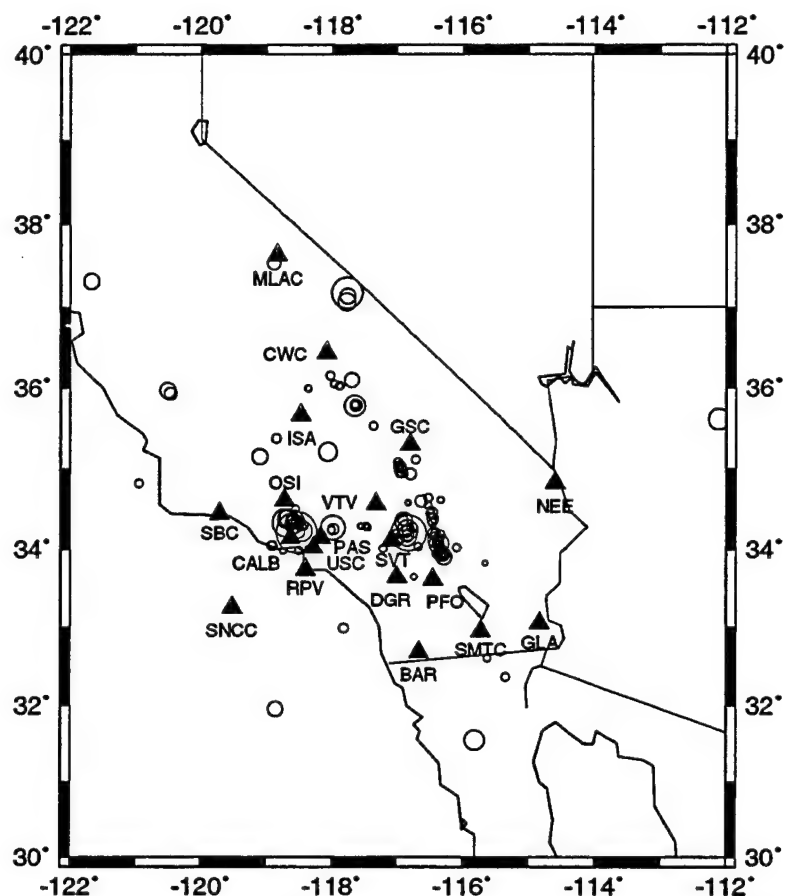 -122° -120° -118° -116° -114° -112°
40° 40°
38° 38°
MLAC
CWC
36° 36°
ISA GSC
OSI VTV NEE
SBC
34° 34°
CALB PAS USC SVT
RPV DGR PFO
SNCC SMTC GLA
BAR
32° 32°
30° 30°
-122° -120° -118° -116° -114° -112°